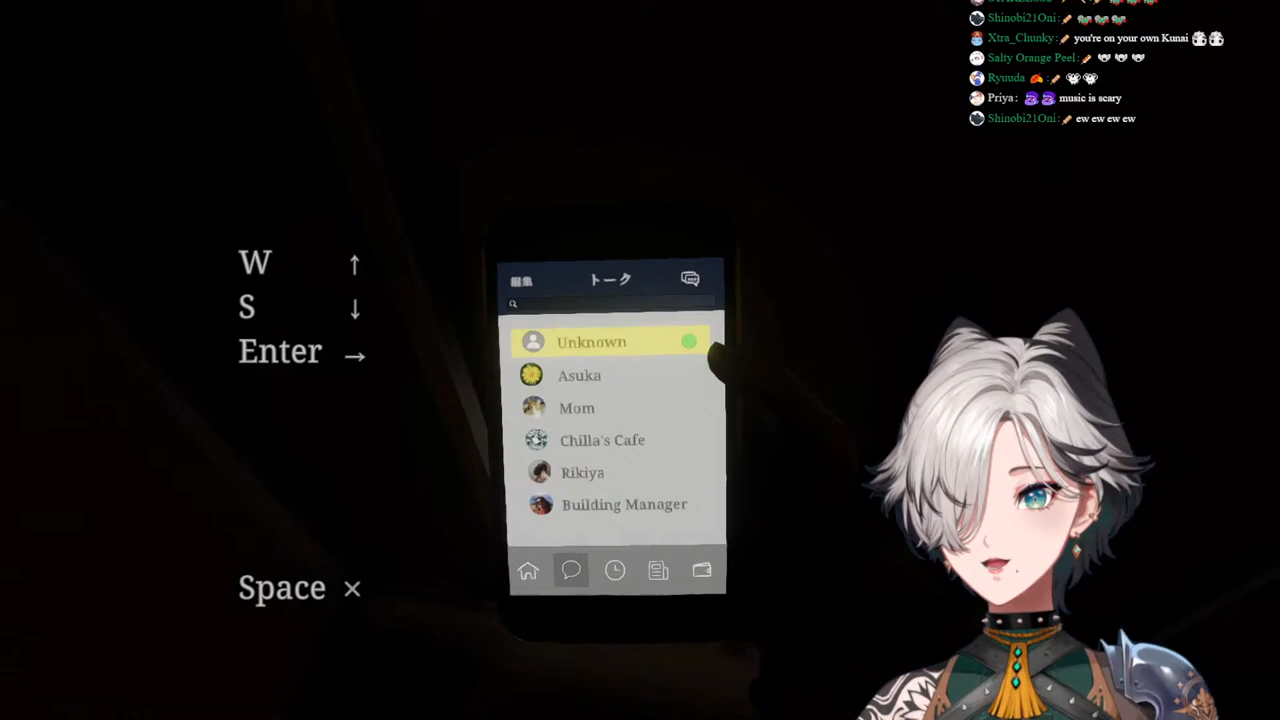 Shinobi21Oni:
Xtra_Chunky: you're on your own Kunai
Salty Orange Peel:
Ryuuda :
Priya: music is scary
Shinobi21Oni: ew ew ew ew
W ↑
S ↓
Enter →
Space ×
編集 トーク
Unknown
Asuka
Mom
Chilla's Cafe
Rikiya
Building Manager